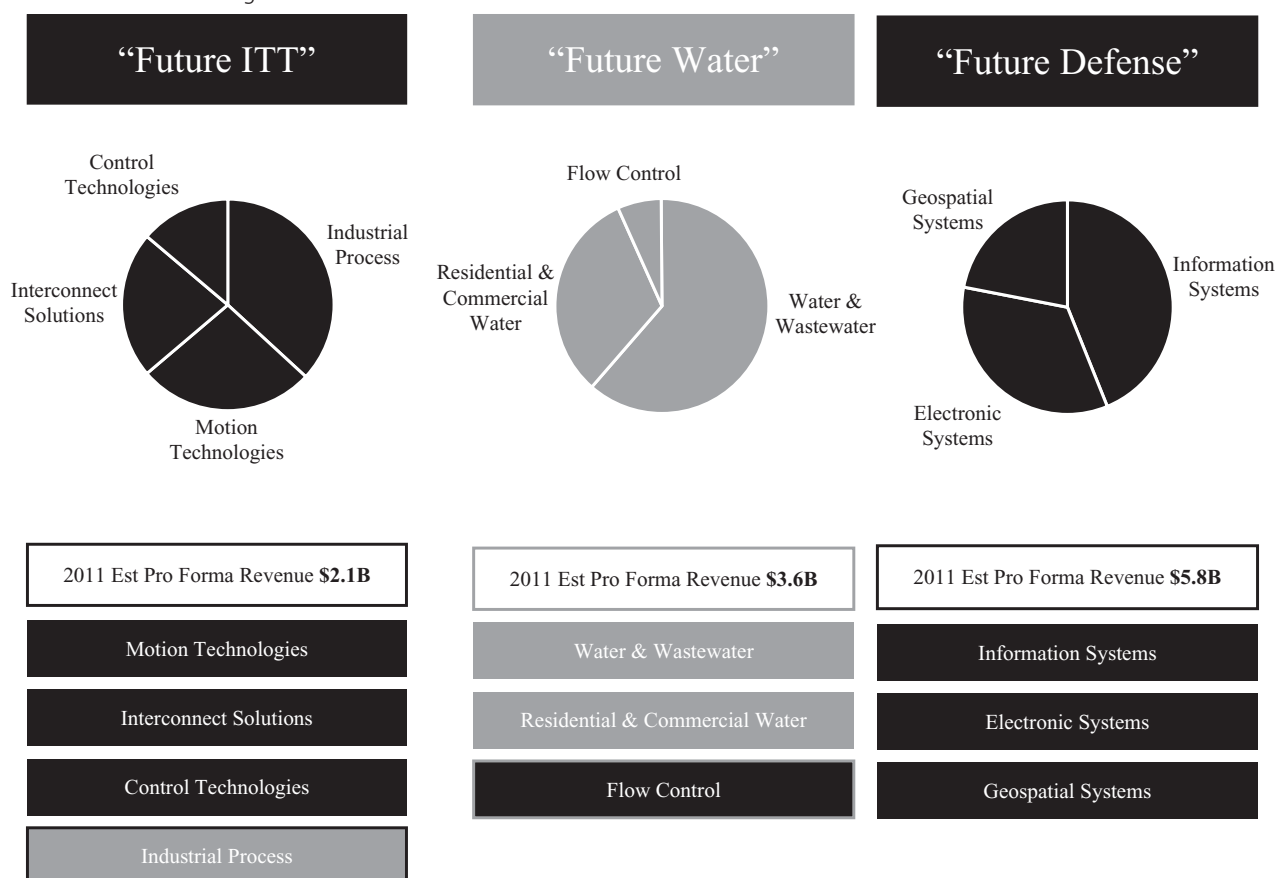 “Future ITT”
“Future Water”
“Future Defense”
Control
Technologies
Industrial
Process
Interconnect
Solutions
Motion
Technologies
Flow Control
Residential &
Commercial
Water
Water &
Wastewater
Geospatial
Systems
Information
Systems
Electronic
Systems
2011 Est Pro Forma Revenue $2.1B
Motion Technologies
Interconnect Solutions
Control Technologies
Industrial Process
2011 Est Pro Forma Revenue $3.6B
Water & Wastewater
Residential & Commercial Water
Flow Control
2011 Est Pro Forma Revenue $5.8B
Information Systems
Electronic Systems
Geospatial Systems